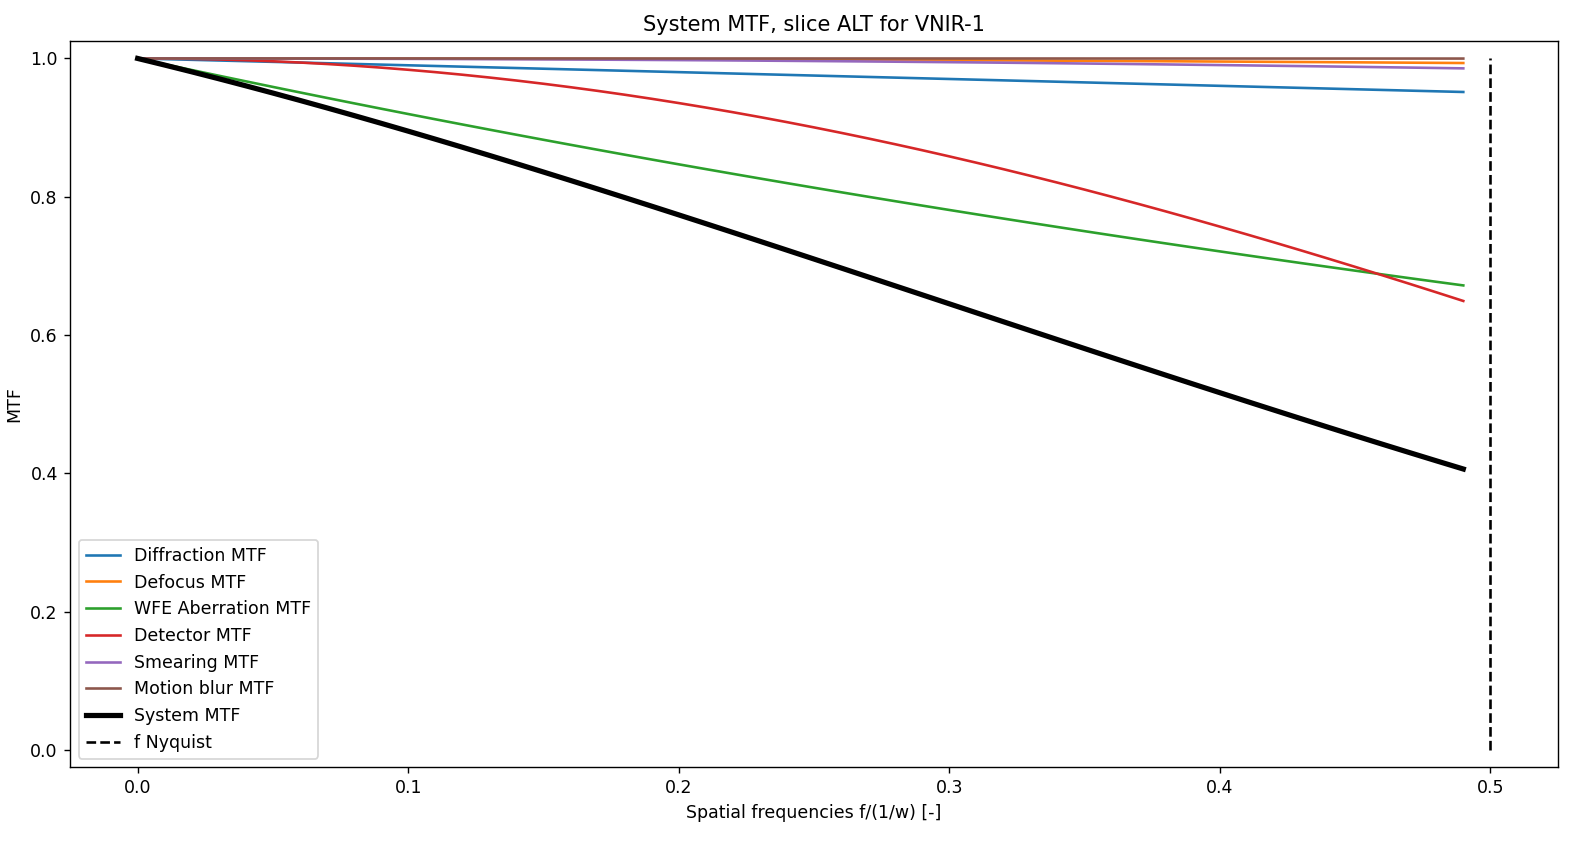 System MTF, slice ALT for VNIR-1
MTF
1.0
0.8
0.6
0.4
0.2
0.0
Diffraction MTF
Defocus MTF
WFE Aberration MTF
Detector MTF
Smearing MTF
Motion blur MTF
System MTF
f Nyquist
0.0 0.1 0.2 0.3 0.4 0.5
Spatial frequencies f/(1/w) [-]